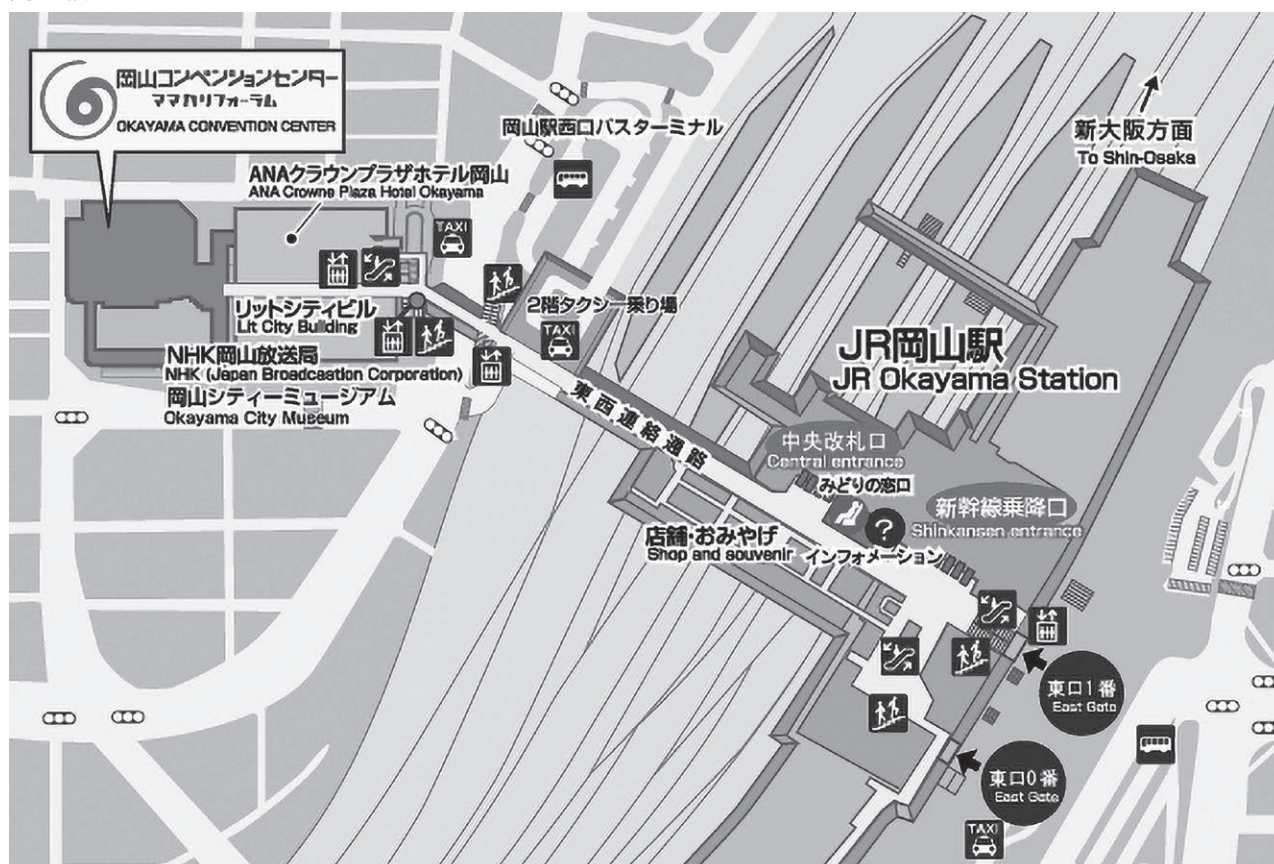 岡山コンベンションセンター
ママカリフォーラム
OKAYAMA CONVENTION CENTER
岡山駅西口バスターミナル
新大阪方面
To Shin-Osaka
ANAクラウンプラザホテル岡山
ANA Crowne Plaza Hotel Okayama
TAXI
2階タクシー乗り場
TAXI
リットシティビル
Lit City Building
NHK岡山放送局
NHK (Japan Broadcastion Corporation)
岡山シティーミュージアム
Okayama City Museum
JR岡山駅
JR Okayama Station
東西連絡通路
中央改札口
Central entrance
みどりの窓口
新幹線乗降口
Shinkansen entrance
店舗・おみやげ
Shop and souvenir
?
インフォメーション
東口1番
East Gate
東口0番
East Gate
TAXI